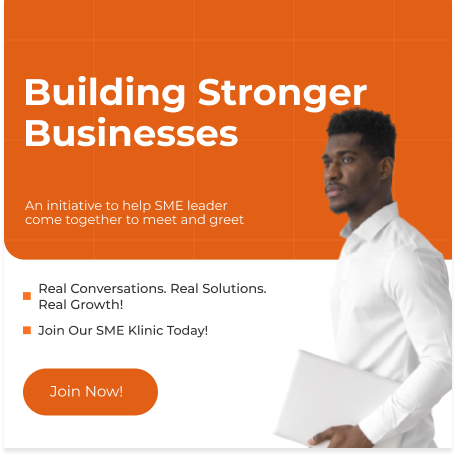 Building Stronger
Businesses
An initiative to help SME leader
come together to meet and greet
Real Conversations. Real Solutions.
Real Growth!
Join Our SME Klinic Today!
Join Now!